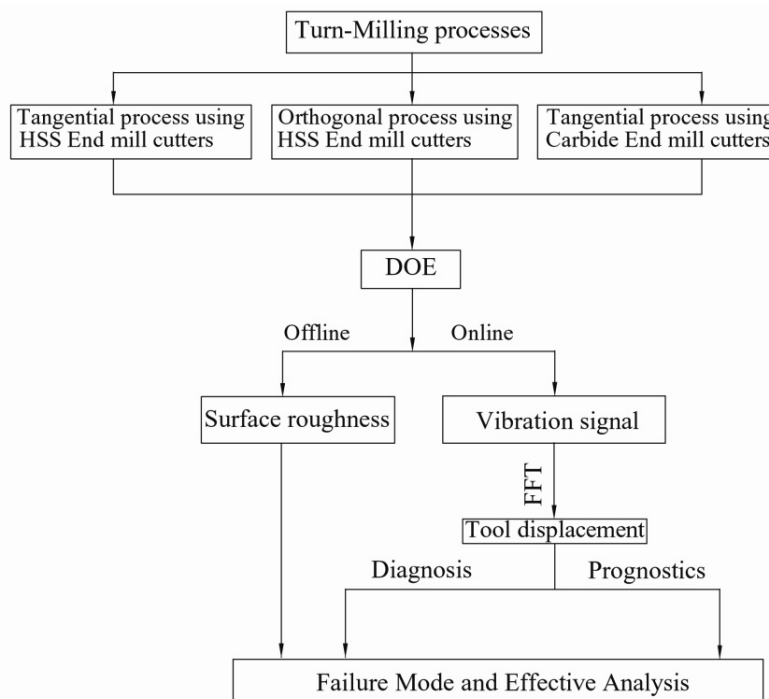 Turn-Milling processes
Tangential process using
HSS End mill cutters
Orthogonal process using
HSS End mill cutters
Tangential process using
Carbide End mill cutters
DOE
Offline
Online
Surface roughness
Vibration signal
FFT
Tool displacement
Diagnosis
Prognostics
Failure Mode and Effective Analysis